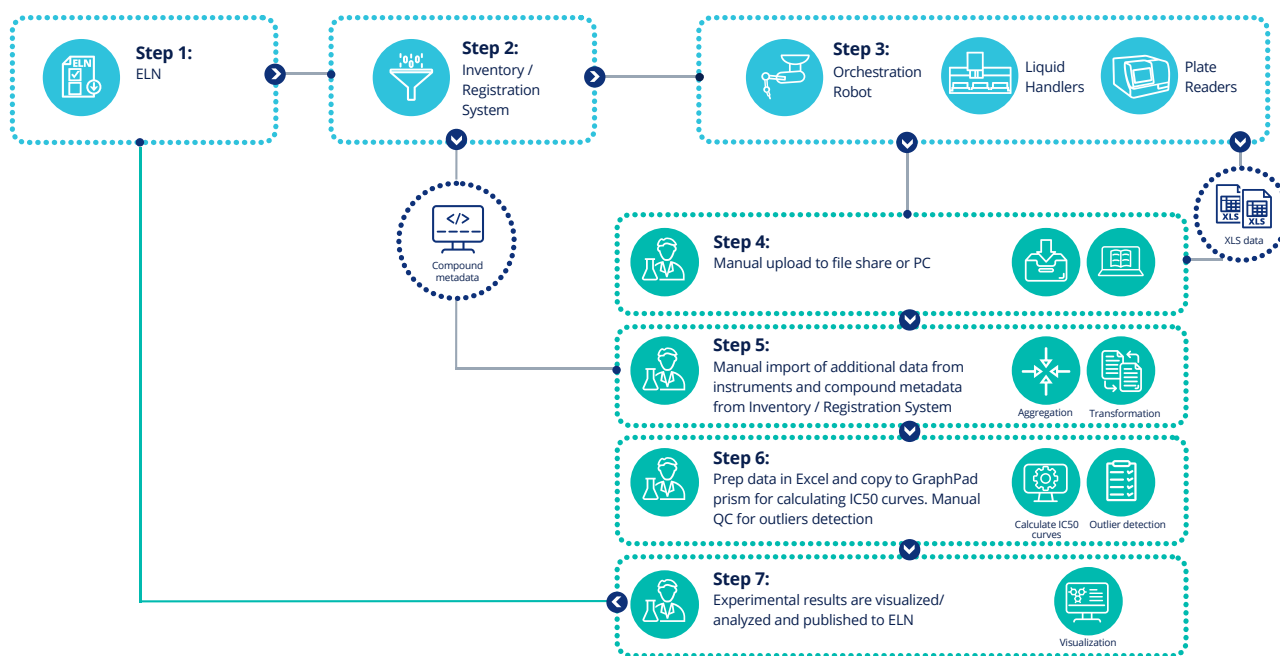 Step 1:
ELN
ELN
Step 2:
Inventory /
Registration
System
Step 3:
Orchestration
Robot
Liquid
Handlers
Plate
Readers
</>
Compound
metadata
XLS
XLS
XLS data
Step 4:
Manual upload to file share or PC
Step 5:
Manual import of additional data from
instruments and compound metadata
from Inventory / Registration System
Aggregation
Transformation
Step 6:
Prep data in Excel and copy to GraphPad
prism for calculating IC50 curves. Manual
QC for outliers detection
Calculate IC50
curves
Outlier detection
Step 7:
Experimental results are visualized/
analyzed and published to ELN
Visualization